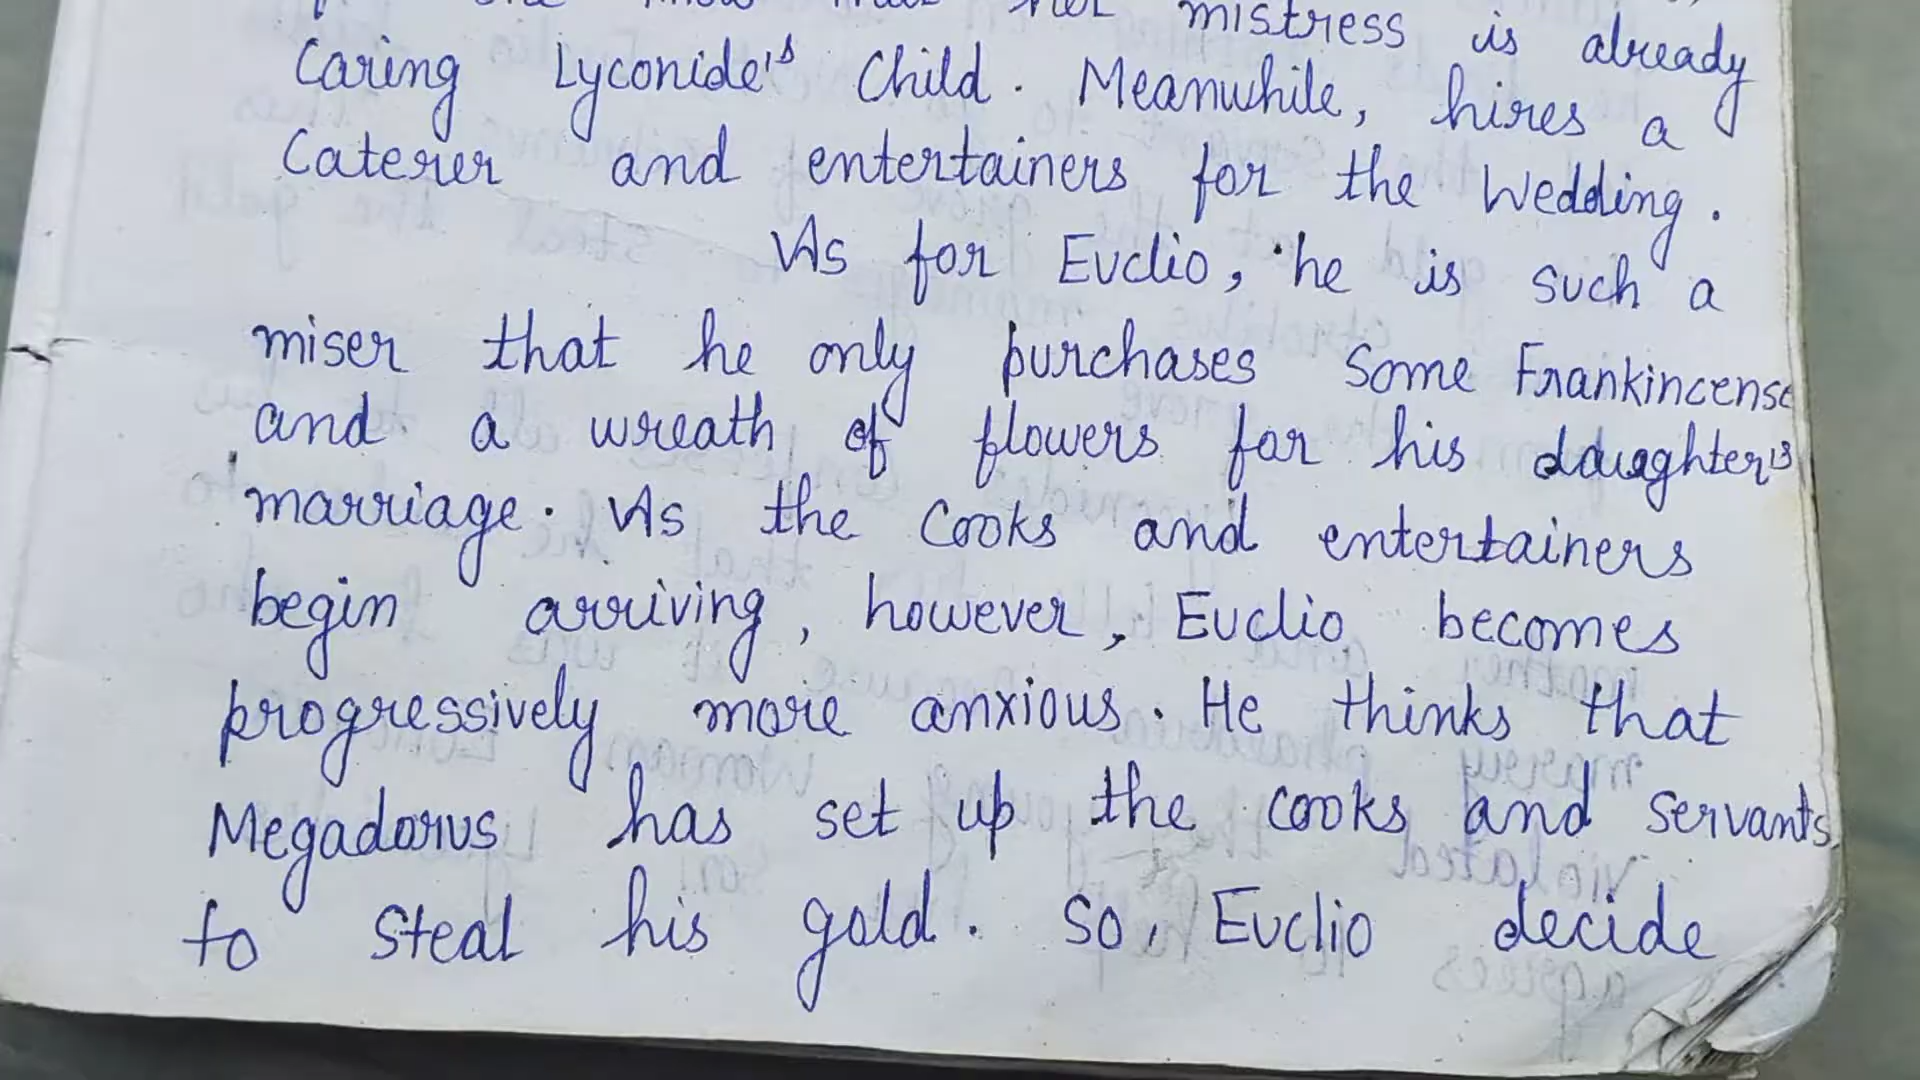 mistress is already
Caring Lyconide's Child. Meanwhile, hires a
Caterer and entertainers for the Wedding.
As for Euclio, he is such a
miser that he only purchases Some Frankincense
and a wreath of flowers for his daughter's
marriage. As the Cooks and entertainers
begin arriving, however, Euclio becomes
progressively more anxious. He thinks that
Megadorus has set up the cooks and servants
to Steal his gold. So, Euclio decide